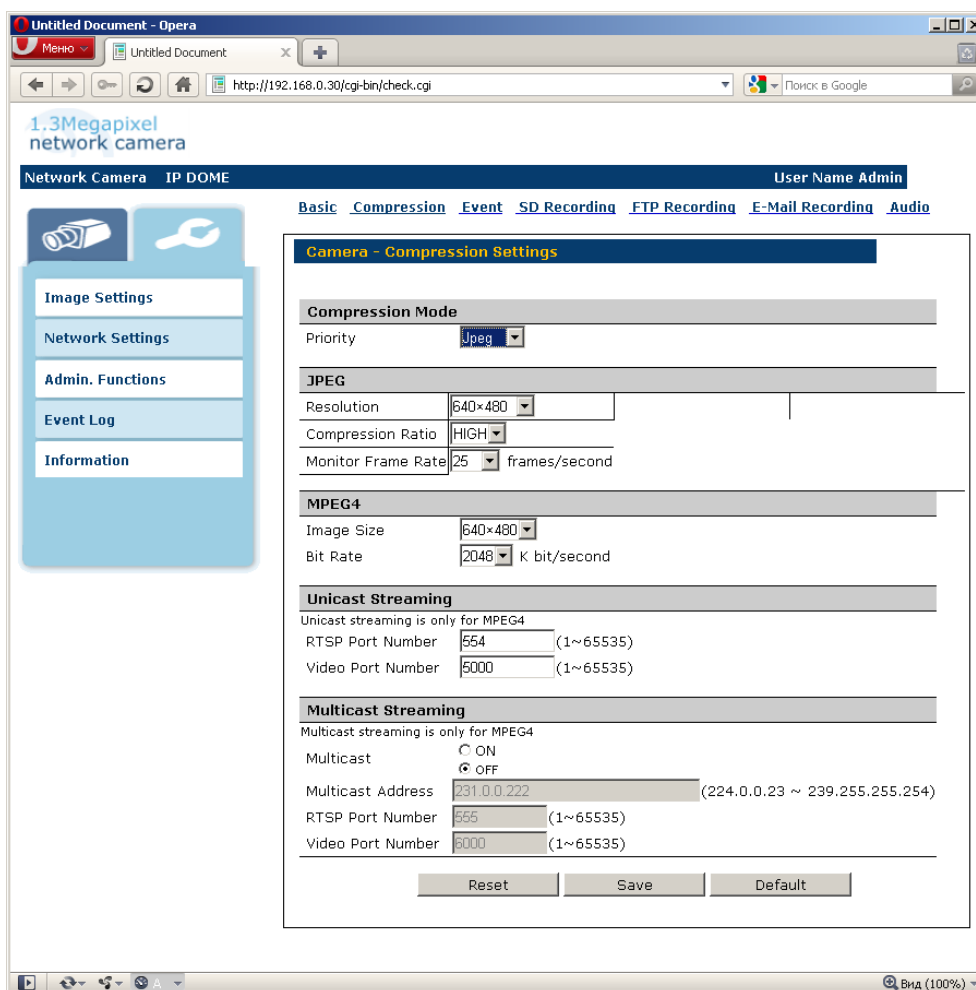 Untitled Document - Opera
Меню
Untitled Document
http://192.168.0.30/cgi-bin/check.cgi
Поиск в Google
1.3Megapixel
network camera
Network Camera IP DOME User Name Admin
Basic Compression Event SD Recording FTP Recording E-Mail Recording Audio
Image Settings
Network Settings
Admin. Functions
Event Log
Information
Camera - Compression Settings
Compression Mode
Priority Jpeg
JPEG
Resolution 640×480
Compression Ratio HIGH
Monitor Frame Rate 25 frames/second
MPEG4
Image Size 640×480
Bit Rate 2048 K bit/second
Unicast Streaming
Unicast streaming is only for MPEG4
RTSP Port Number 554 (1~65535)
Video Port Number 5000 (1~65535)
Multicast Streaming
Multicast streaming is only for MPEG4
Multicast ON
OFF
Multicast Address 231.0.0.222 (224.0.0.23 ~ 239.255.255.254)
RTSP Port Number 555 (1~65535)
Video Port Number 6000 (1~65535)
Reset Save Default
A
Вид (100%)